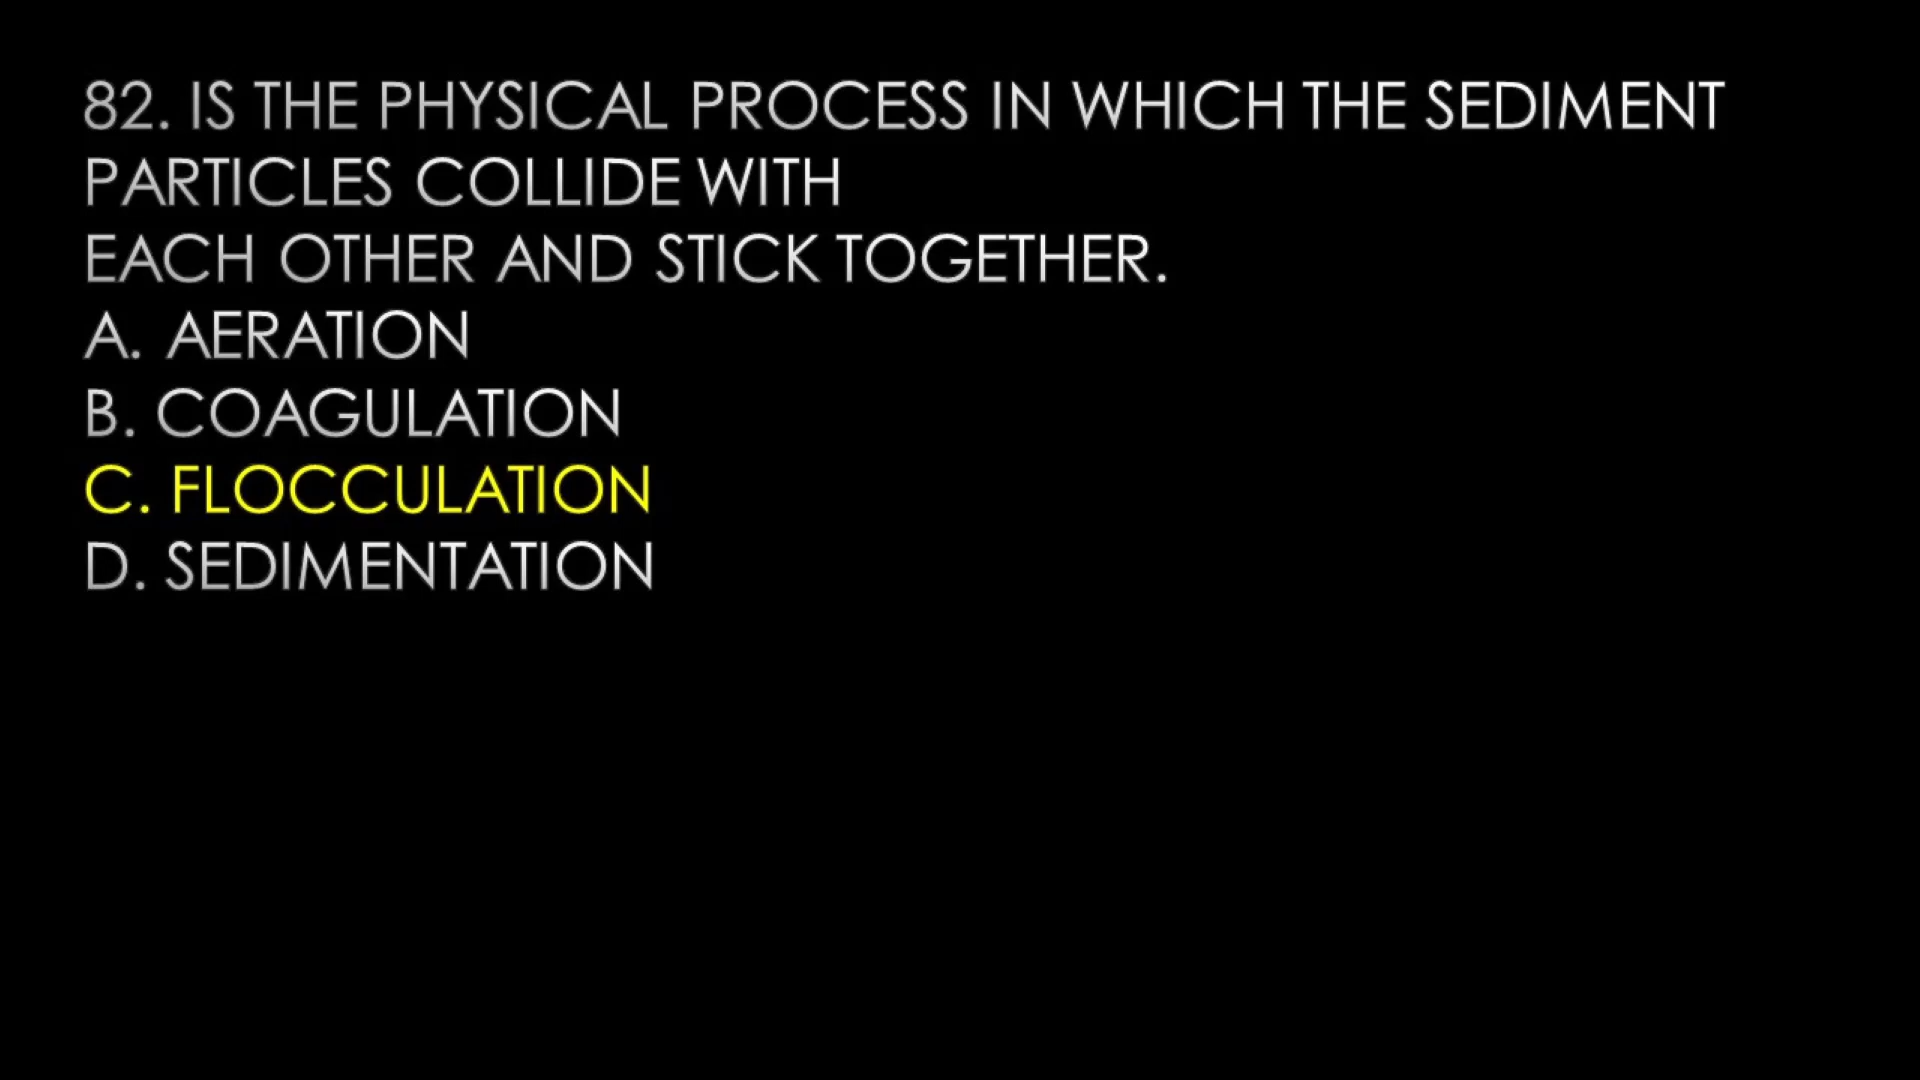 82. IS THE PHYSICAL PROCESS IN WHICH THE SEDIMENT
PARTICLES COLLIDE WITH
EACH OTHER AND STICK TOGETHER.
A. AERATION
B. COAGULATION
C. FLOCCULATION
D. SEDIMENTATION